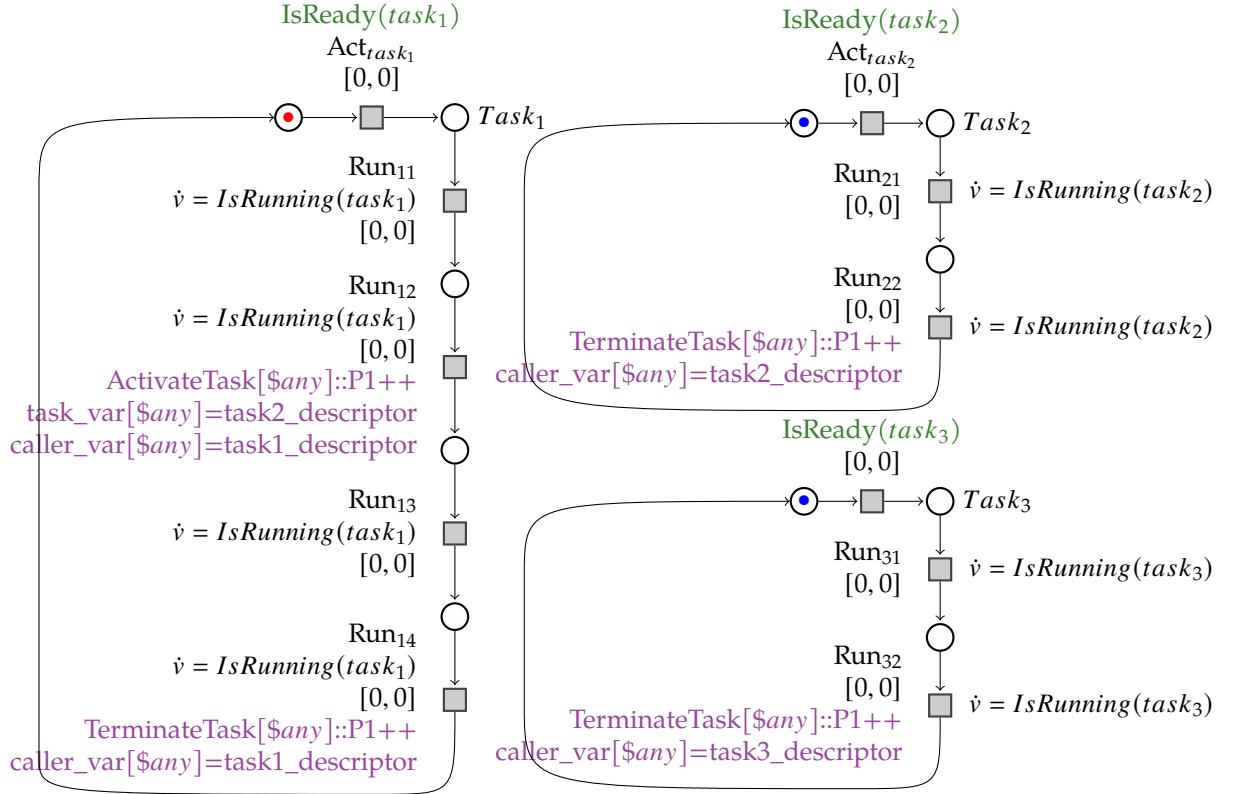 IsReady(task₁)
Act_task₁
[0, 0]
Task₁
Run₁₁
v̇ = IsRunning(task₁)
[0, 0]
Run₁₂
v̇ = IsRunning(task₁)
[0, 0]
ActivateTask[$any]::P1++
task_var[$any]=task2_descriptor
caller_var[$any]=task1_descriptor
Run₁₃
v̇ = IsRunning(task₁)
[0, 0]
Run₁₄
v̇ = IsRunning(task₁)
[0, 0]
TerminateTask[$any]::P1++
caller_var[$any]=task1_descriptor
IsReady(task₂)
Act_task₂
[0, 0]
Task₂
Run₂₁
[0, 0]
v̇ = IsRunning(task₂)
Run₂₂
[0, 0]
v̇ = IsRunning(task₂)
TerminateTask[$any]::P1++
caller_var[$any]=task2_descriptor
IsReady(task₃)
[0, 0]
Task₃
Run₃₁
[0, 0]
v̇ = IsRunning(task₃)
Run₃₂
[0, 0]
v̇ = IsRunning(task₃)
TerminateTask[$any]::P1++
caller_var[$any]=task3_descriptor